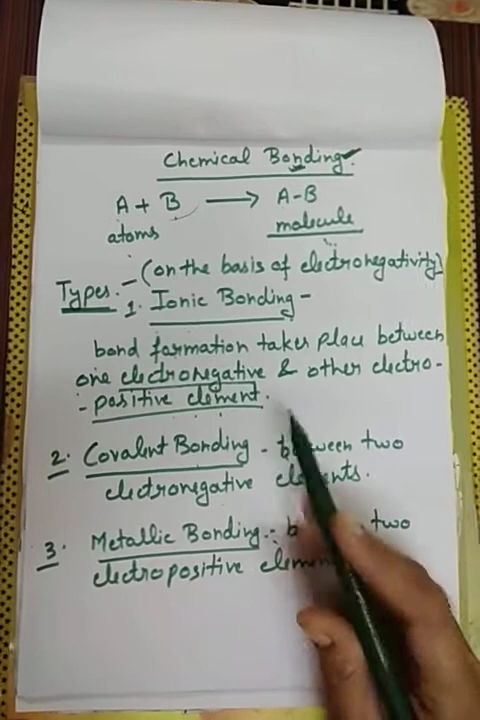 Chemical Bonding
A + B ⟶ A-B
atoms molecule
Types:- (on the basis of electronegativity)
1. Ionic Bonding -
bond formation takes place between
one electronegative & other electro-
- positive element.
2. Covalent Bonding - between two
electronegative elements.
3. Metallic Bonding:- two
electropositive